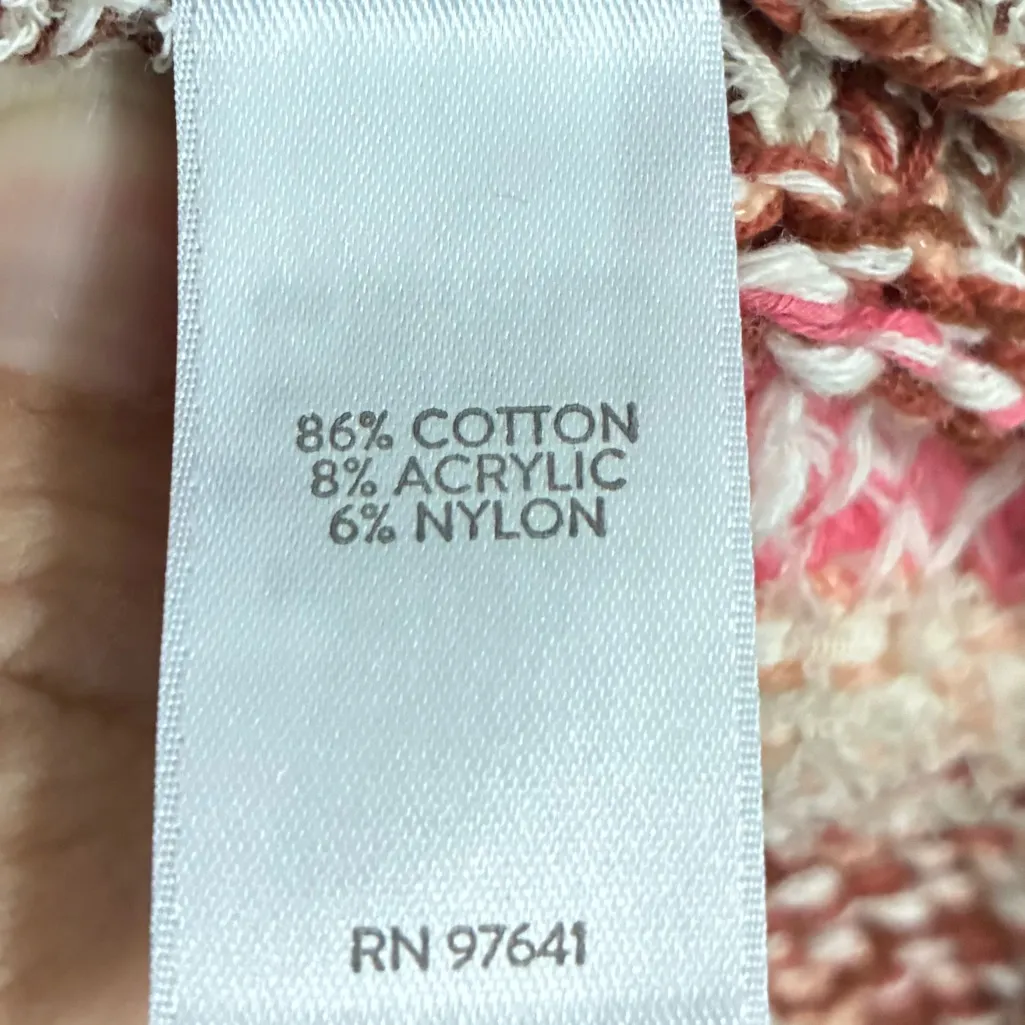 86% COTTON
8% ACRYLIC
6% NYLON
RN 97641